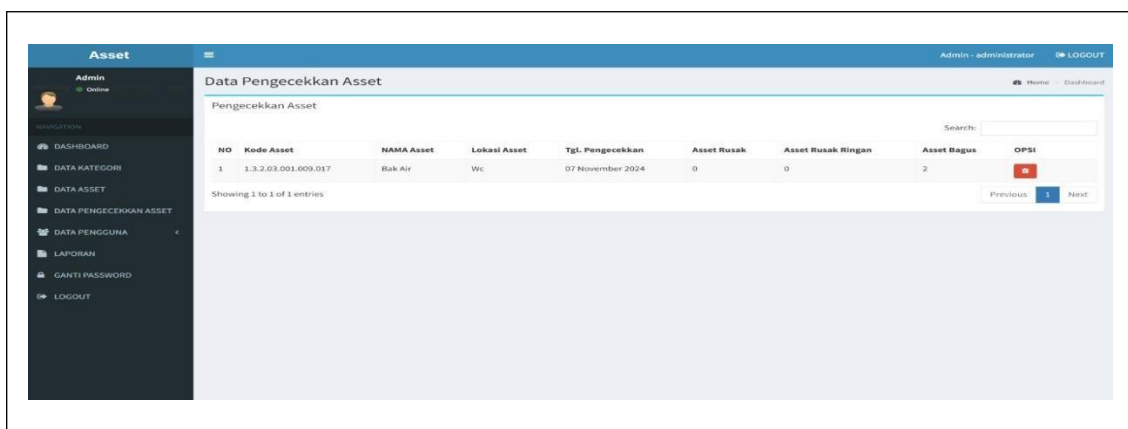 Asset
Admin - administrator LOGOUT
Admin
Online
NAVIGATION
DASHBOARD
DATA KATEGORI
DATA ASSET
DATA PENGECEKKAN ASSET
DATA PENGGUNA
LAPORAN
GANTI PASSWORD
LOGOUT
Data Pengecekkan Asset
Home Dashboard
Pengecekkan Asset
Search:
NO Kode Asset NAMA Asset Lokasi Asset Tgl. Pengecekkan Asset Rusak Asset Rusak Ringan Asset Bagus OPSI
1 1.3.2.03.001.009.017 Bak Air Wc 07 November 2024 0 0 2
Showing 1 to 1 of 1 entries
Previous 1 Next